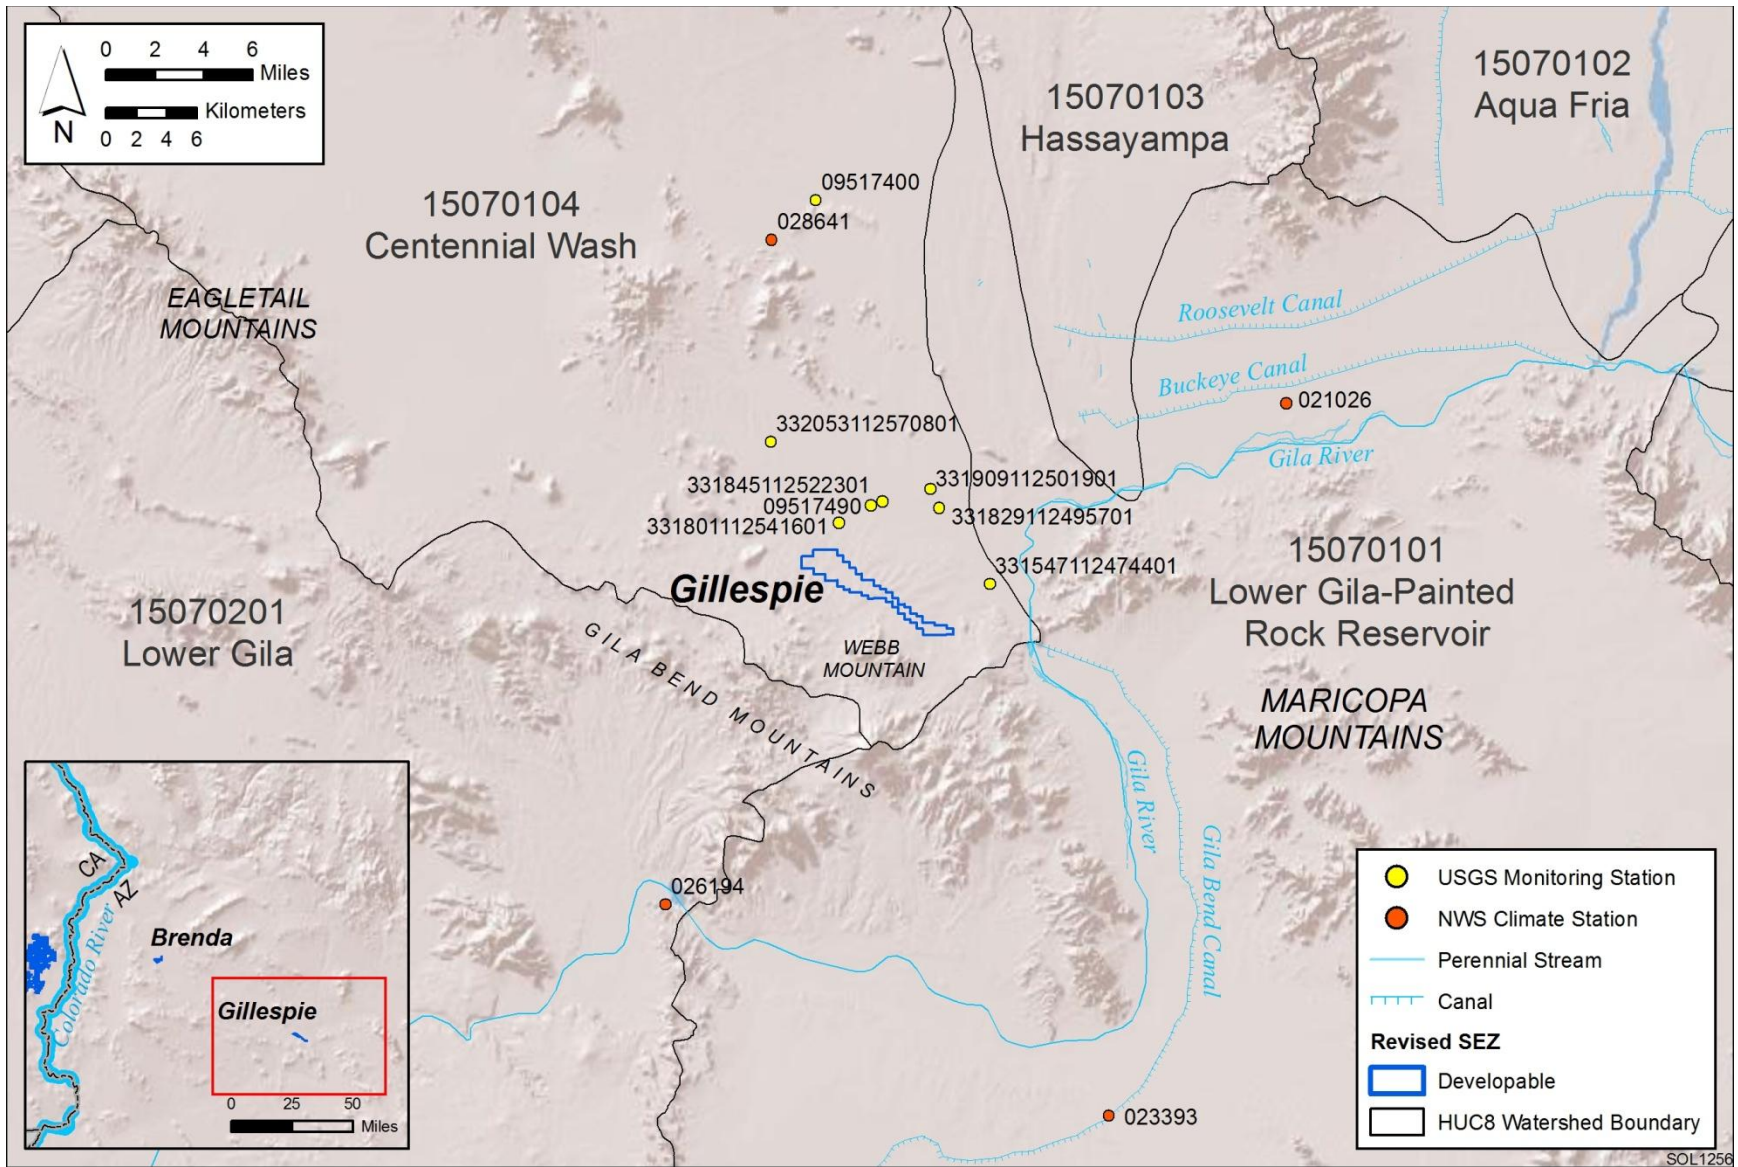 0 2 4 6
Miles
Kilometers
0 2 4 6
N
15070103
Hassayampa
15070102
Aqua Fria
15070104
Centennial Wash
09517400
028641
EAGLETAIL
MOUNTAINS
Roosevelt Canal
Buckeye Canal
021026
Gila River
332053112570801
331845112522301
09517490
331801112541601
331909112501901
331829112495701
331547112474401
Gillespie
15070101
Lower Gila-Painted
Rock Reservoir
15070201
Lower Gila
WEBB
MOUNTAIN
GILA BEND MOUNTAINS
MARICOPA
MOUNTAINS
Gila River
Gila Bend Canal
026194
023393
CA
AZ
Colorado River
Brenda
Gillespie
0 25 50
Miles
USGS Monitoring Station
NWS Climate Station
Perennial Stream
Canal
Revised SEZ
Developable
HUC8 Watershed Boundary
SOL1256